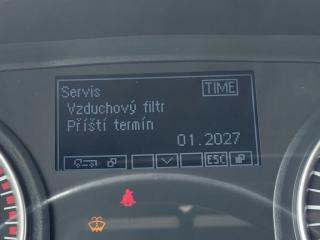 Servis TIME
Vzduchový filtr
Příští termín
01.2027
ESC